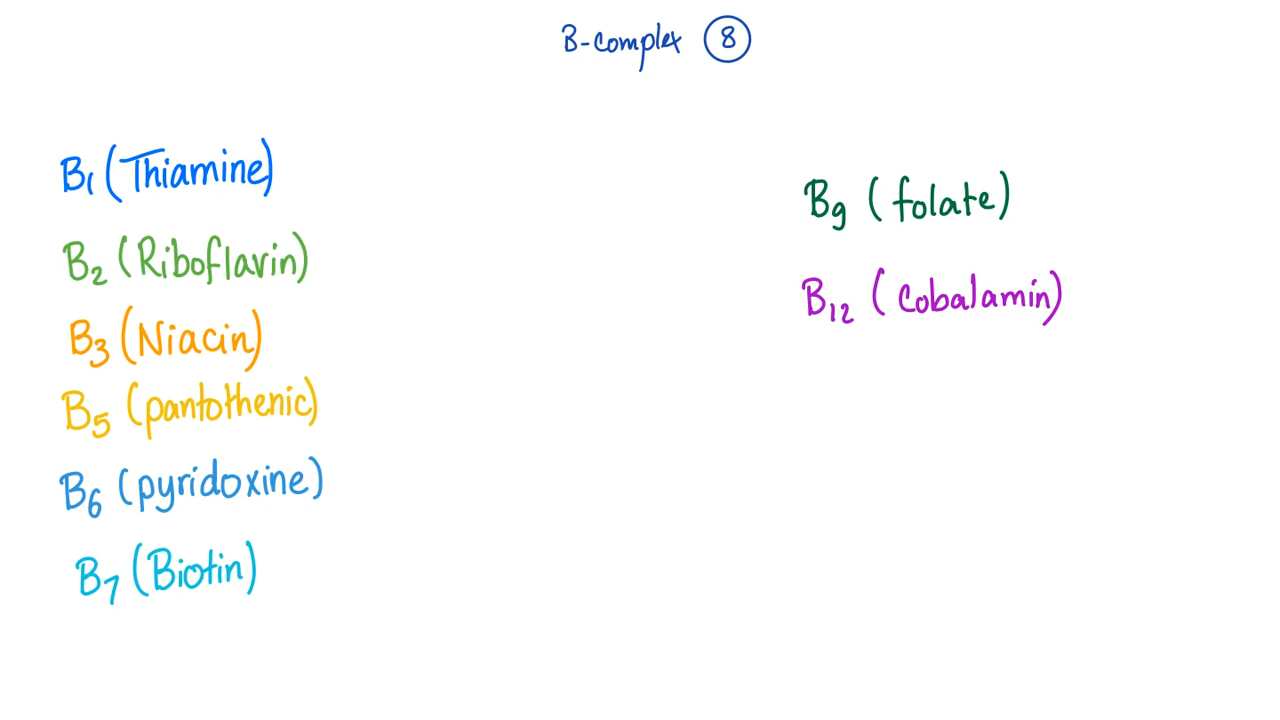 B-complex 8
B1 (Thiamine)
B2 (Riboflavin)
B3 (Niacin)
B5 (pantothenic)
B6 (pyridoxine)
B7 (Biotin)
B9 (folate)
B12 (Cobalamin)